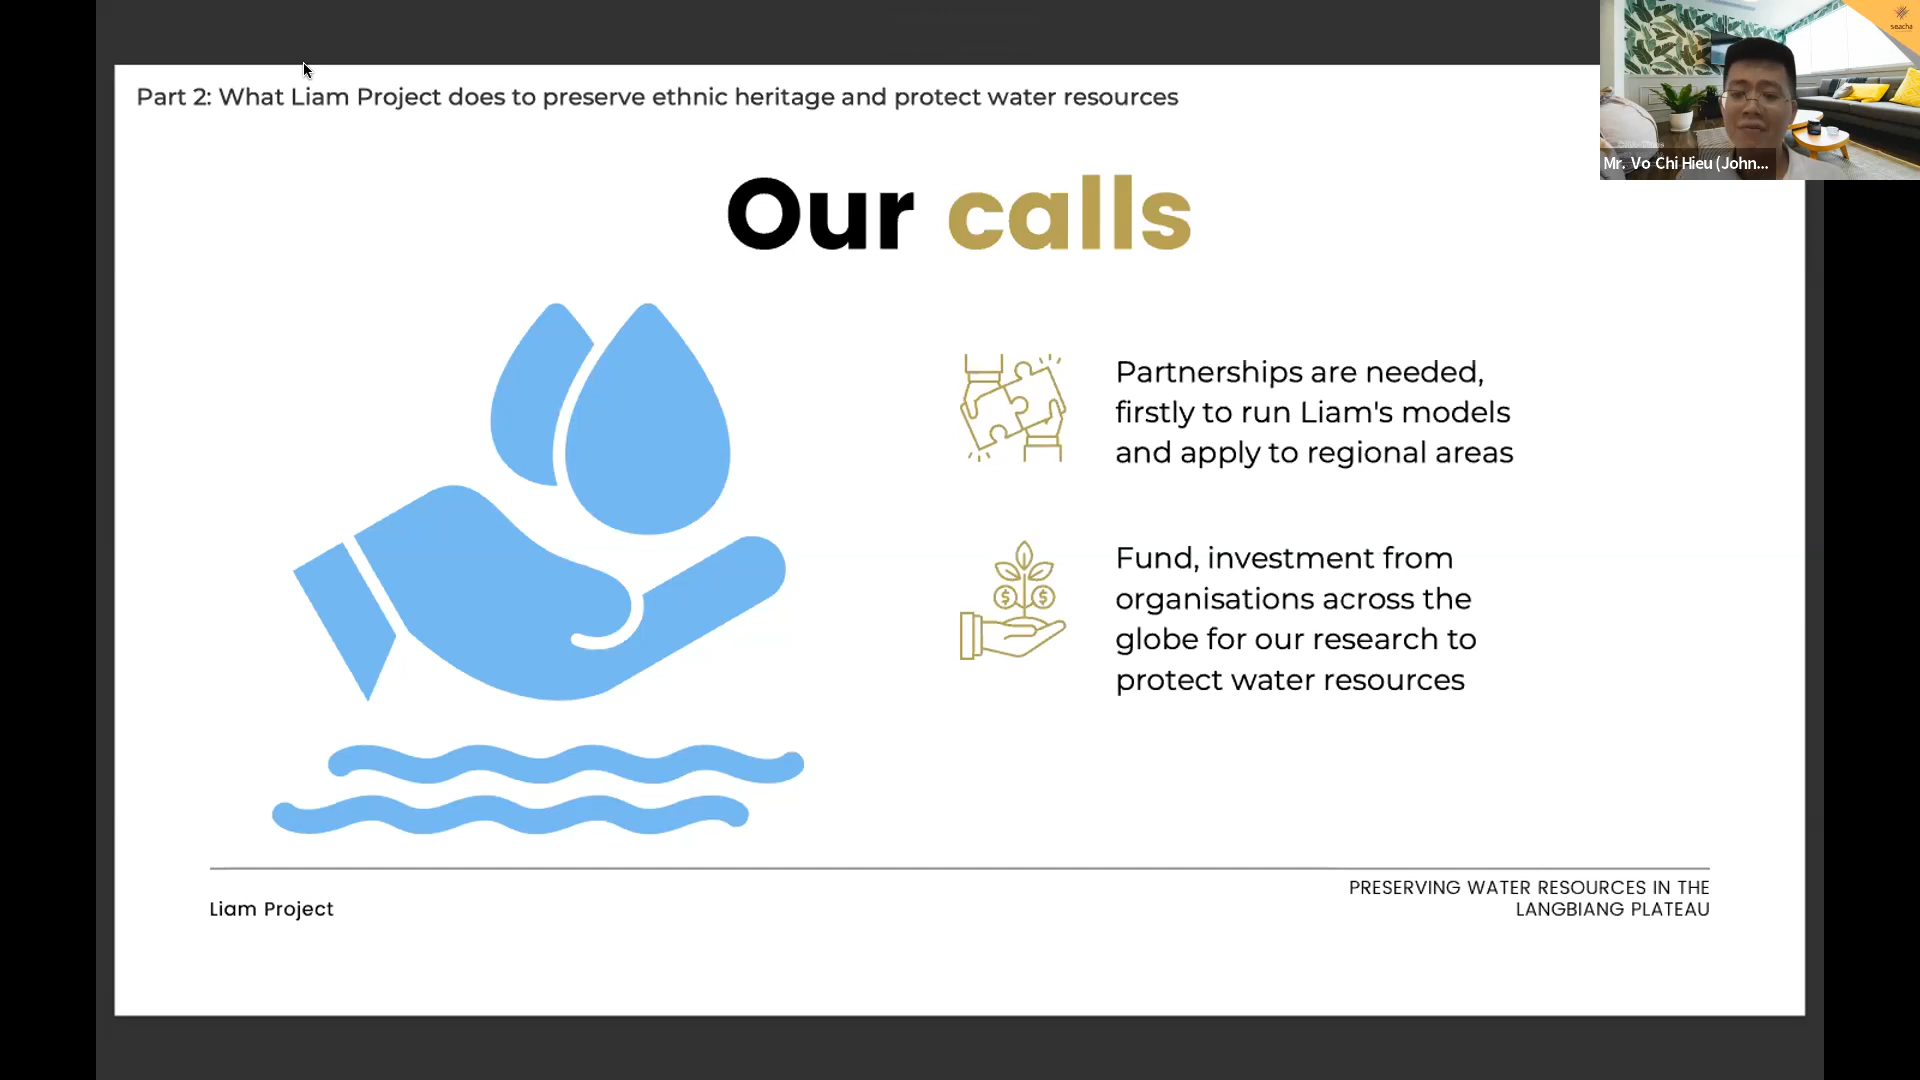 Part 2: What Liam Project does to preserve ethnic heritage and protect water resources
seacha
Mr. Vo Chi Hieu (John...
Our calls
Partnerships are needed,
firstly to run Liam's models
and apply to regional areas
$ $
Fund, investment from
organisations across the
globe for our research to
protect water resources
Liam Project
PRESERVING WATER RESOURCES IN THE
LANGBIANG PLATEAU